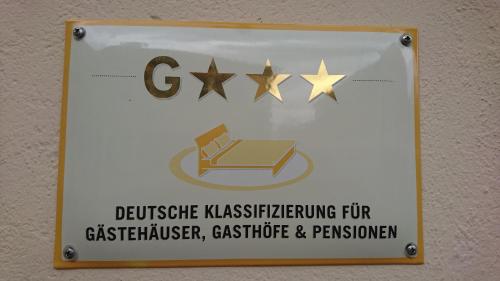 G★★★
DEUTSCHE KLASSIFIZIERUNG FÜR
GÄSTEHÄUSER, GASTHÖFE & PENSIONEN